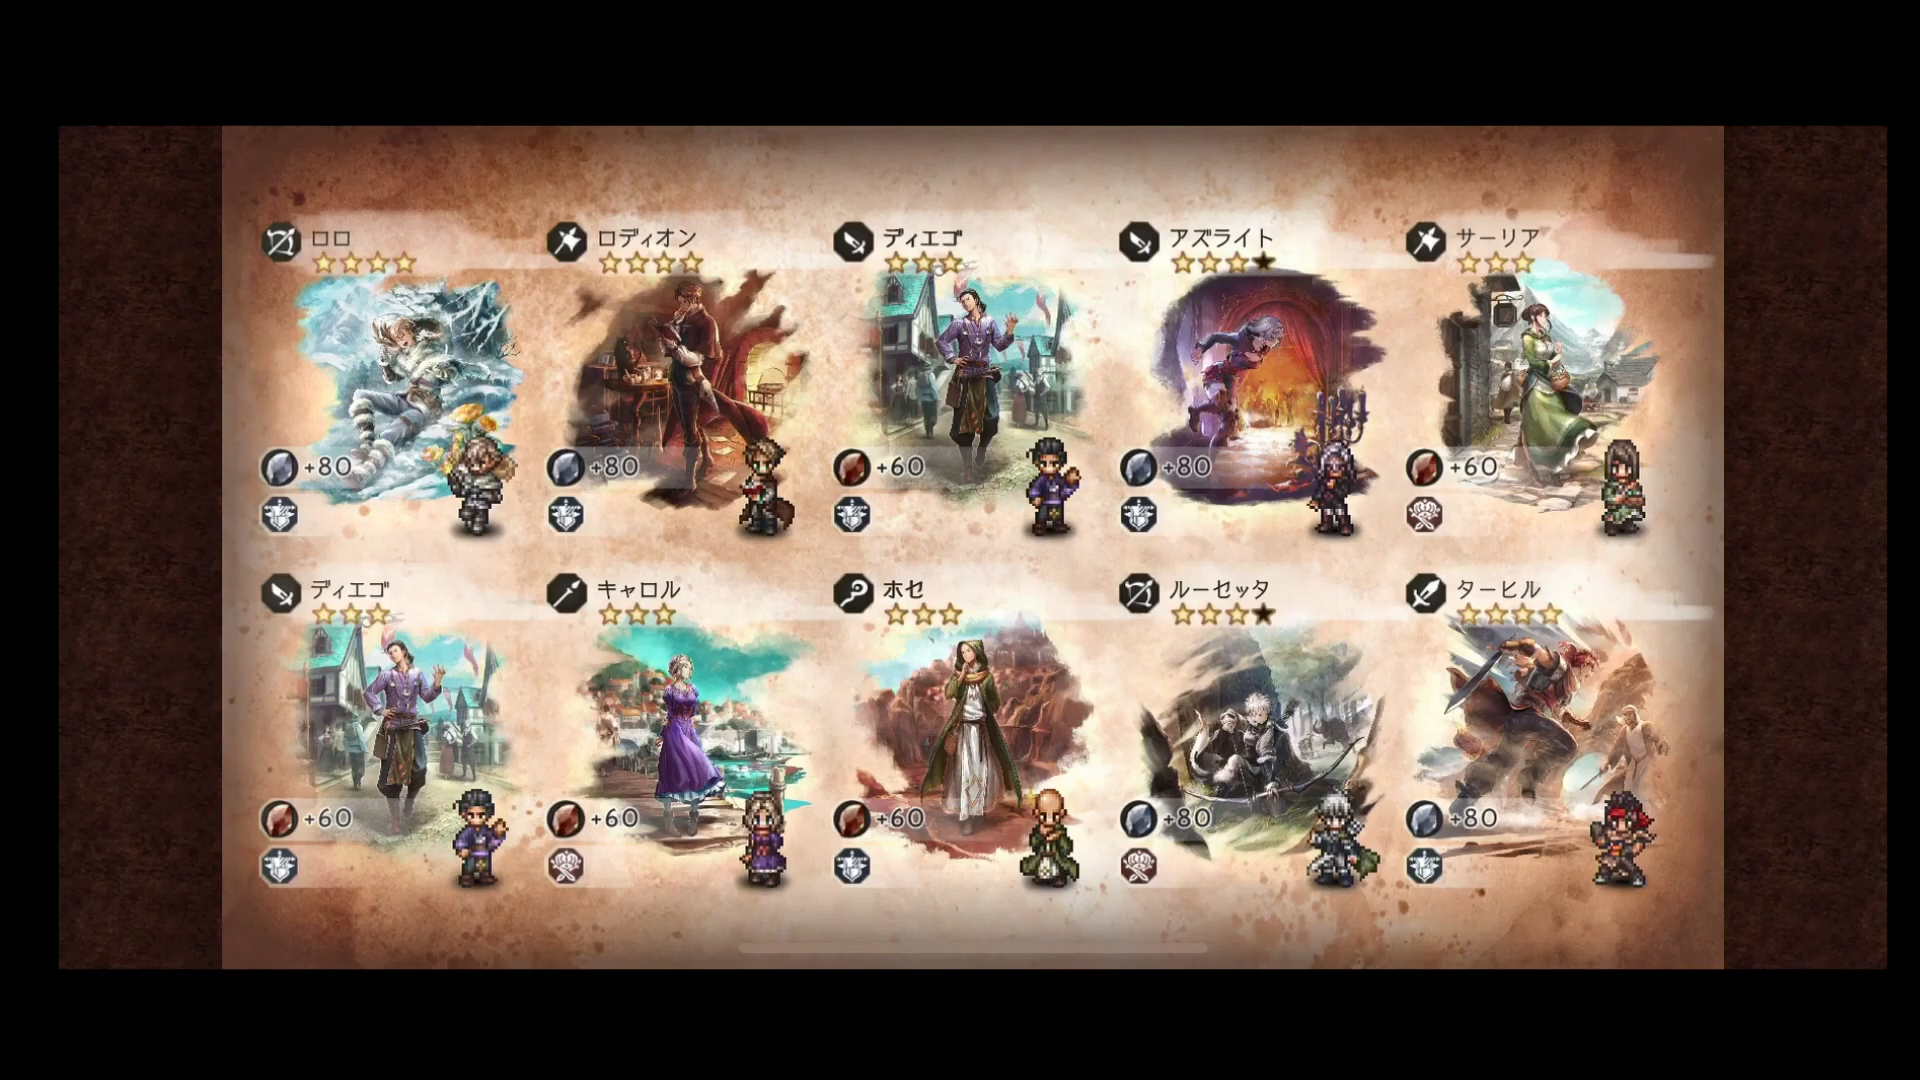 ロロ
ロディオン
ディエゴ
アズライト
サーリア
+80
+80
+60
+80
+60
ディエゴ
キャロル
ホセ
ルーセッタ
ターヒル
+60
+60
+60
+80
+80